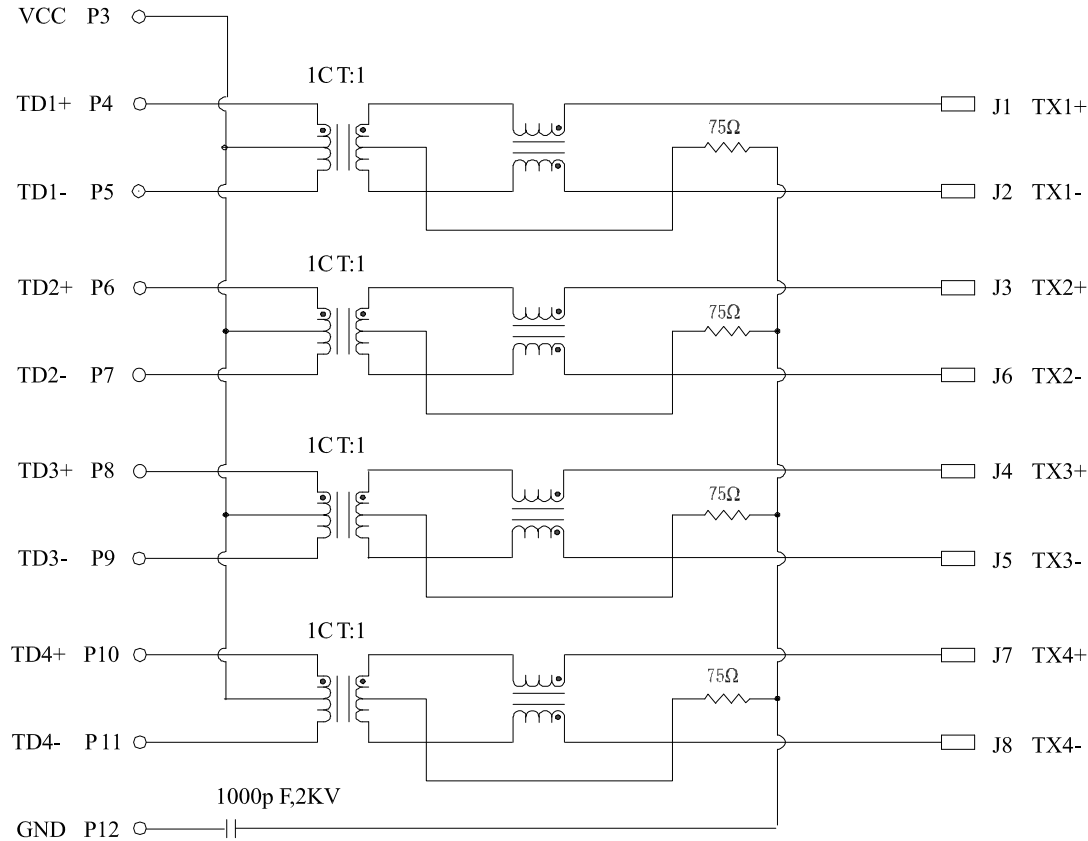 VCC P3
1CT:1
TD1+ P4 J1 TX1+
75Ω
TD1- P5 J2 TX1-
1CT:1
TD2+ P6 J3 TX2+
75Ω
TD2- P7 J6 TX2-
1CT:1
TD3+ P8 J4 TX3+
75Ω
TD3- P9 J5 TX3-
1CT:1
TD4+ P10 J7 TX4+
75Ω
TD4- P11 J8 TX4-
1000p F,2KV
GND P12